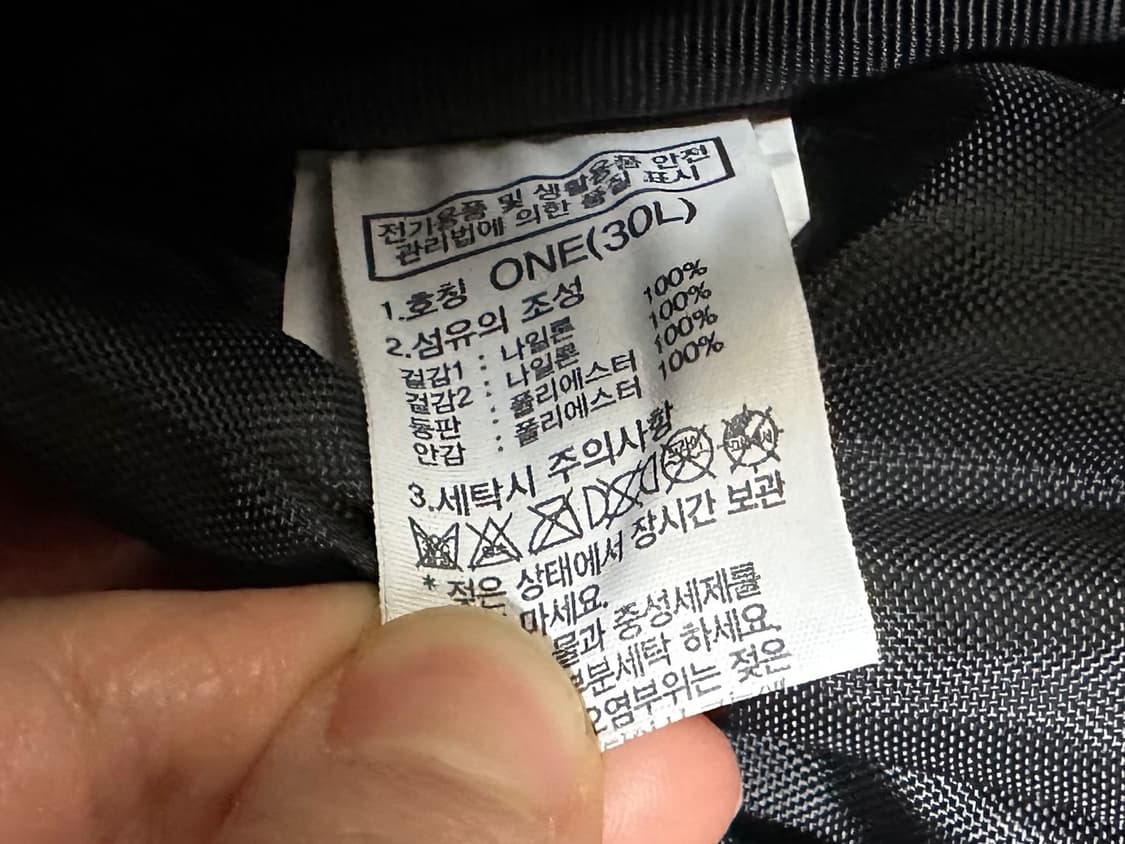 전기용품 및 생활용품 안전
관리법에 의한 품질 표시
1.호칭 ONE(30L)
2.섬유의 조성
겉감1 : 나일론 100%
겉감2 : 나일론 100%
등판 : 폴리에스터 100%
안감 : 폴리에스터 100%
3.세탁시 주의사항
* 젖은 상태에서 장시간 보관
마세요.
물과 중성세제를
부분세탁 하세요.
오염부위는 젖은